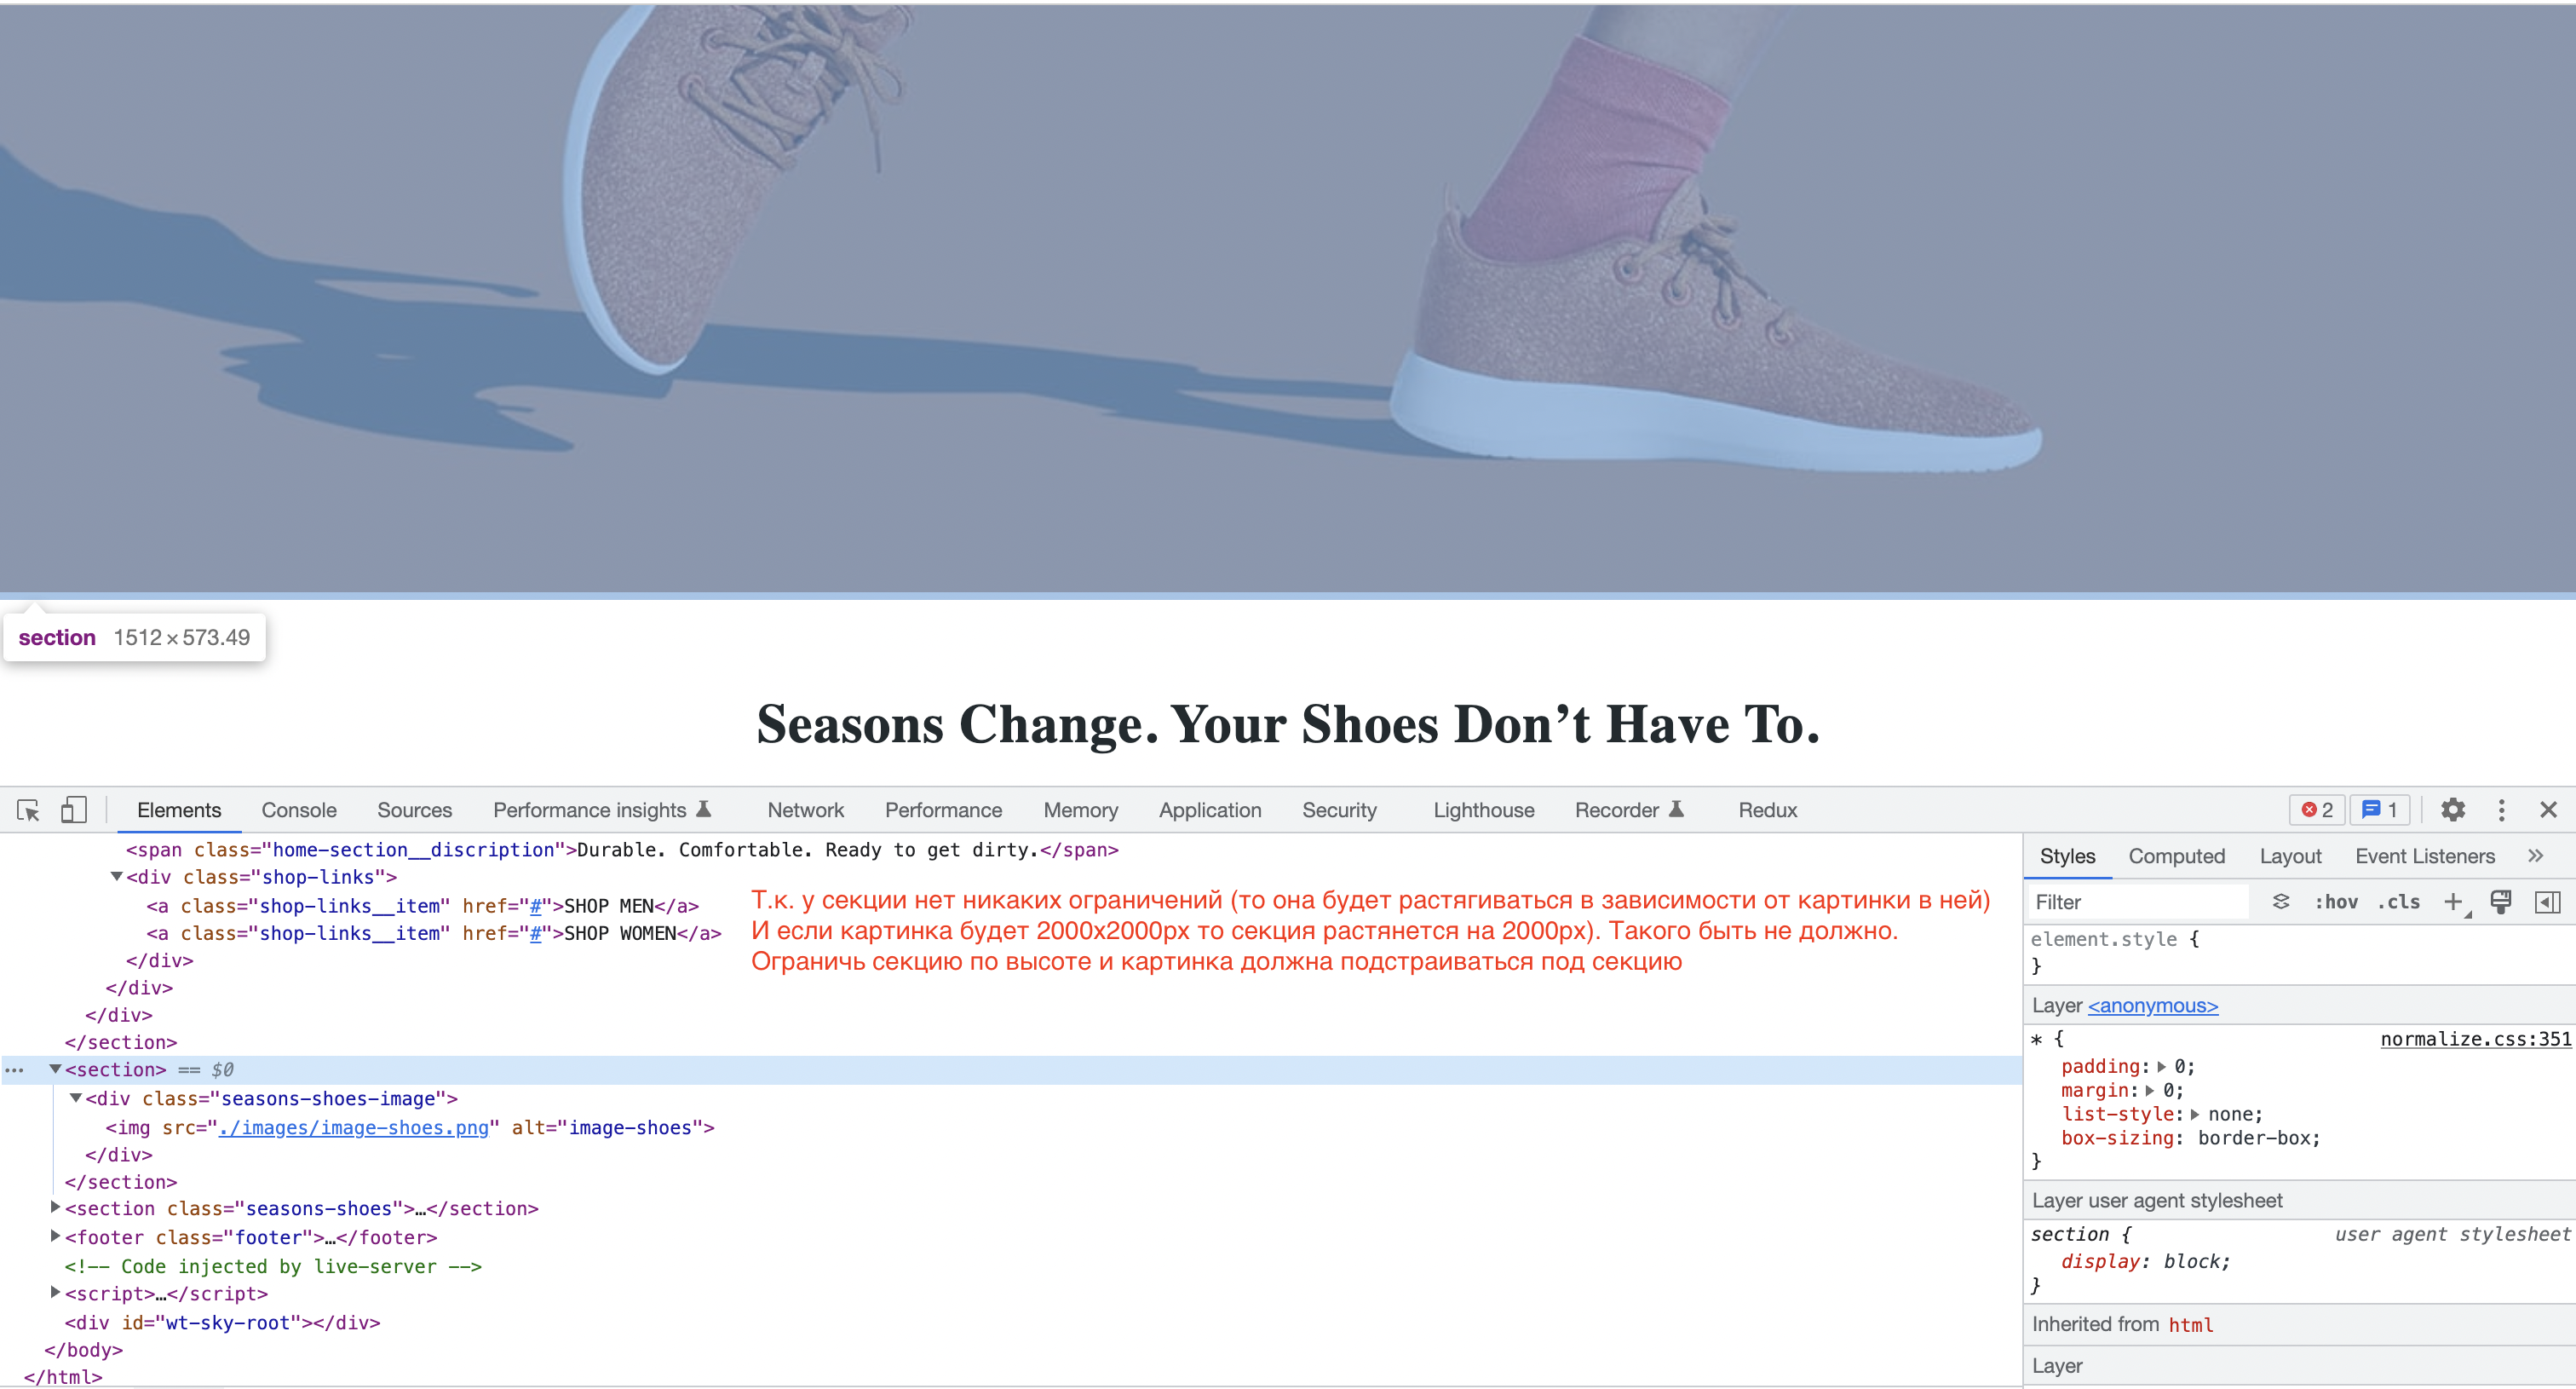 section 1512×573.49
Seasons Change. Your Shoes Don’t Have To.
Elements Console Sources Performance insights Network Performance Memory Application Security Lighthouse Recorder Redux 2 1
<span class="home-section__discription">Durable. Comfortable. Ready to get dirty.</span>
<div class="shop-links">
<a class="shop-links__item" href="#">SHOP MEN</a>
<a class="shop-links__item" href="#">SHOP WOMEN</a>
</div>
</div>
</div>
</section>
Т.к. у секции нет никаких ограничений (то она будет растягиваться в зависимости от картинки в ней)
И если картинка будет 2000х2000px то секция растянется на 2000px). Такого быть не должно.
Ограничь секцию по высоте и картинка должна подстраиваться под секцию
<section> == $0
<div class="seasons-shoes-image">
<img src="./images/image-shoes.png" alt="image-shoes">
</div>
</section>
<section class="seasons-shoes">…</section>
<footer class="footer">…</footer>
<!-- Code injected by live-server -->
<script>…</script>
<div id="wt-sky-root"></div>
</body>
</html>
Styles Computed Layout Event Listeners »
Filter :hov .cls +
element.style {
}
Layer <anonymous>
* { normalize.css:351
padding: 0;
margin: 0;
list-style: none;
box-sizing: border-box;
}
Layer user agent stylesheet
section { user agent stylesheet
display: block;
}
Inherited from html
Layer